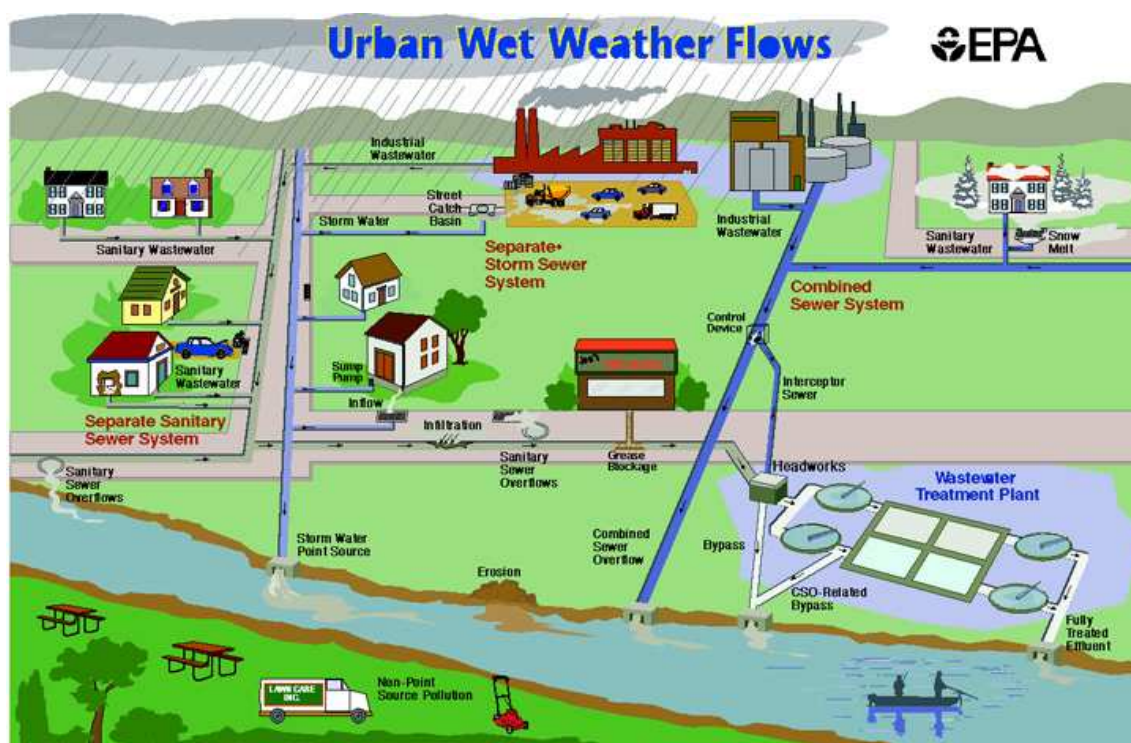 Urban Wet Weather Flows
EPA
Industrial
Wastewater
Street
Catch
Basin
Storm Water
Separate•
Storm Sewer
System
Industrial
Wastewater
Sanitary
Wastewater
Snow
Melt
Combined
Sewer System
Sanitary Wastewater
Control
Device
Interceptor
Sewer
Sanitary
Wastewater
Sump
Pump
Inflow
Separate Sanitary
Sewer System
Infiltration
Sanitary
Sewer
Overflows
Grease
Blockage
Sanitary
Sewer
Overflows
Headworks
Wastewater
Treatment Plant
Storm Water
Point Source
Combined
Sewer
Overflow
Bypass
Erosion
CSO-Related
Bypass
Fully
Treated
Effluent
LAWN CARE
INC.
Non-Point
Source Pollution